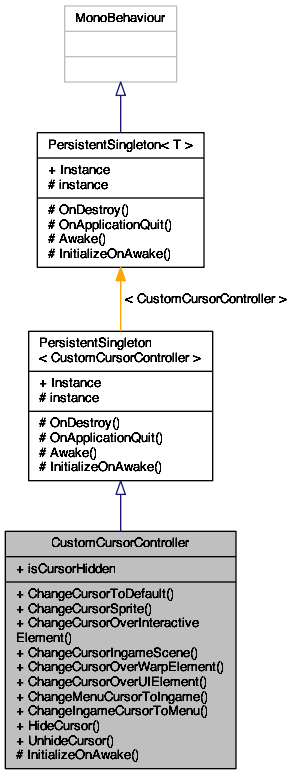 MonoBehaviour
PersistentSingleton< T >
+ Instance
# instance
# OnDestroy()
# OnApplicationQuit()
# Awake()
# InitializeOnAwake()
< CustomCursorController >
PersistentSingleton
< CustomCursorController >
+ Instance
# instance
# OnDestroy()
# OnApplicationQuit()
# Awake()
# InitializeOnAwake()
CustomCursorController
+ isCursorHidden
+ ChangeCursorToDefault()
+ ChangeCursorSprite()
+ ChangeCursorOverInteractive
Element()
+ ChangeCursorIngameScene()
+ ChangeCursorOverWarpElement()
+ ChangeCursorOverUIElement()
+ ChangeMenuCursorToIngame()
+ ChangeIngameCursorToMenu()
+ HideCursor()
+ UnhideCursor()
# InitializeOnAwake()